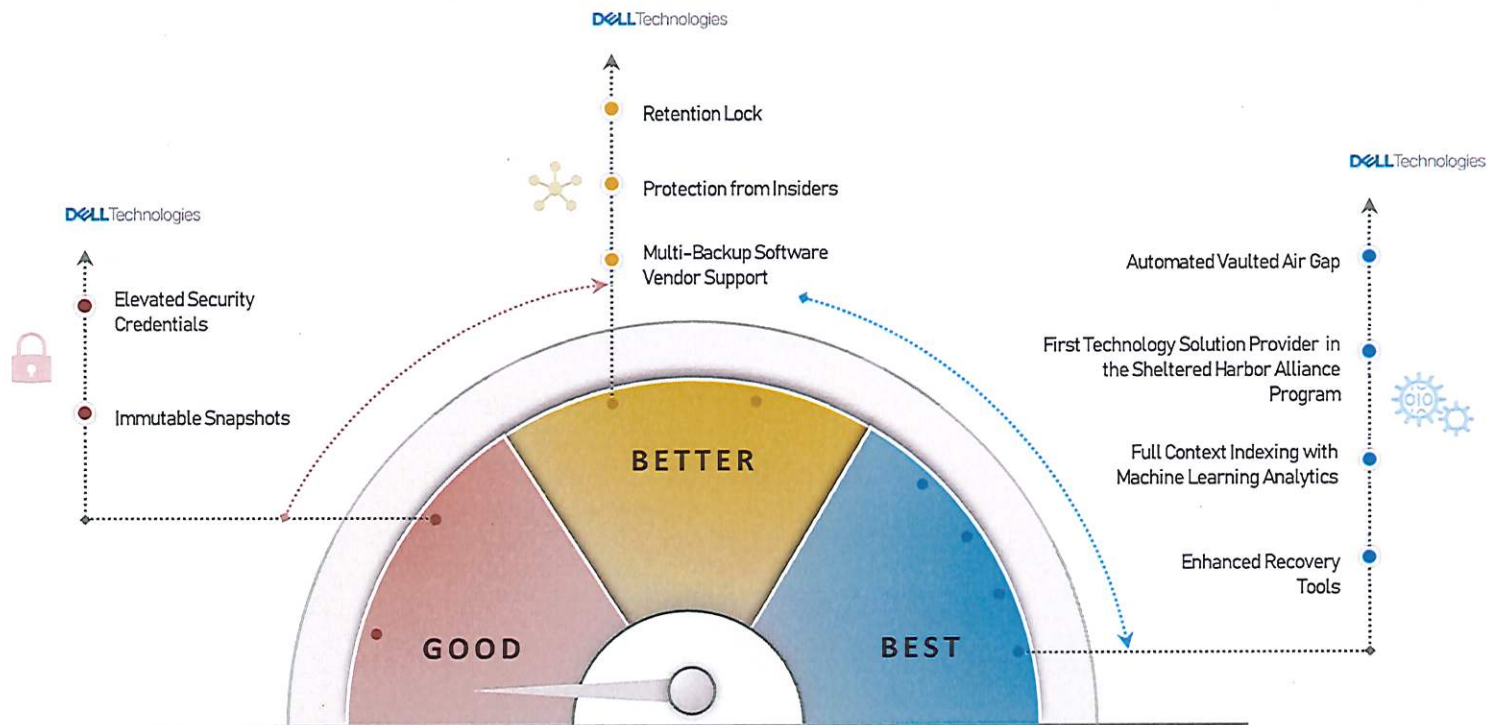 DELLTechnologies
Retention Lock
Protection from Insiders
Multi-Backup Software
Vendor Support
DELLTechnologies
Elevated Security
Credentials
Immutable Snapshots
DELLTechnologies
Automated Vaulted Air Gap
First Technology Solution Provider in
the Sheltered Harbor Alliance
Program
Full Context Indexing with
Machine Learning Analytics
Enhanced Recovery
Tools
GOOD
BETTER
BEST